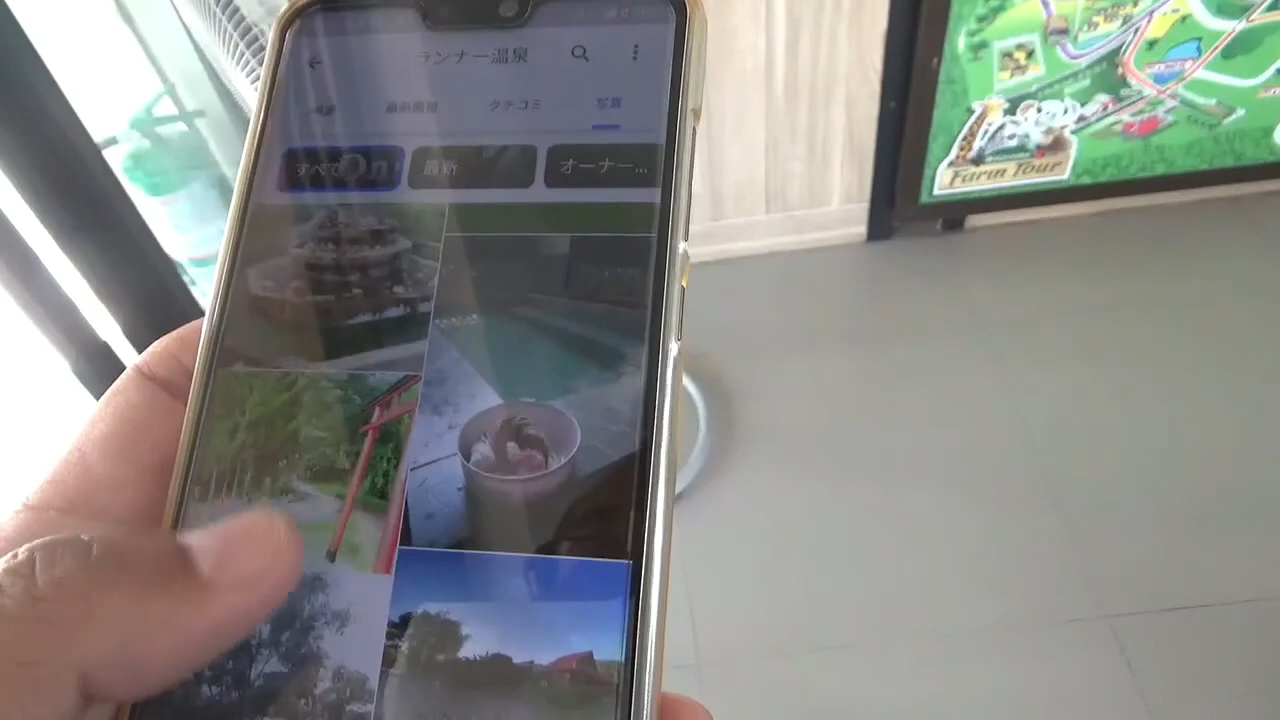 ランナー温泉
クチコミ
写真
すべて
最新
オーナー...
Farm Tour